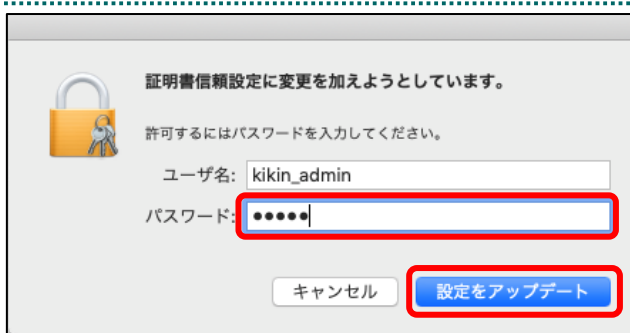 証明書信頼設定に変更を加えようとしています。
許可するにはパスワードを入力してください。
ユーザ名: kikin_admin
パスワード: •••••
キャンセル 設定をアップデート